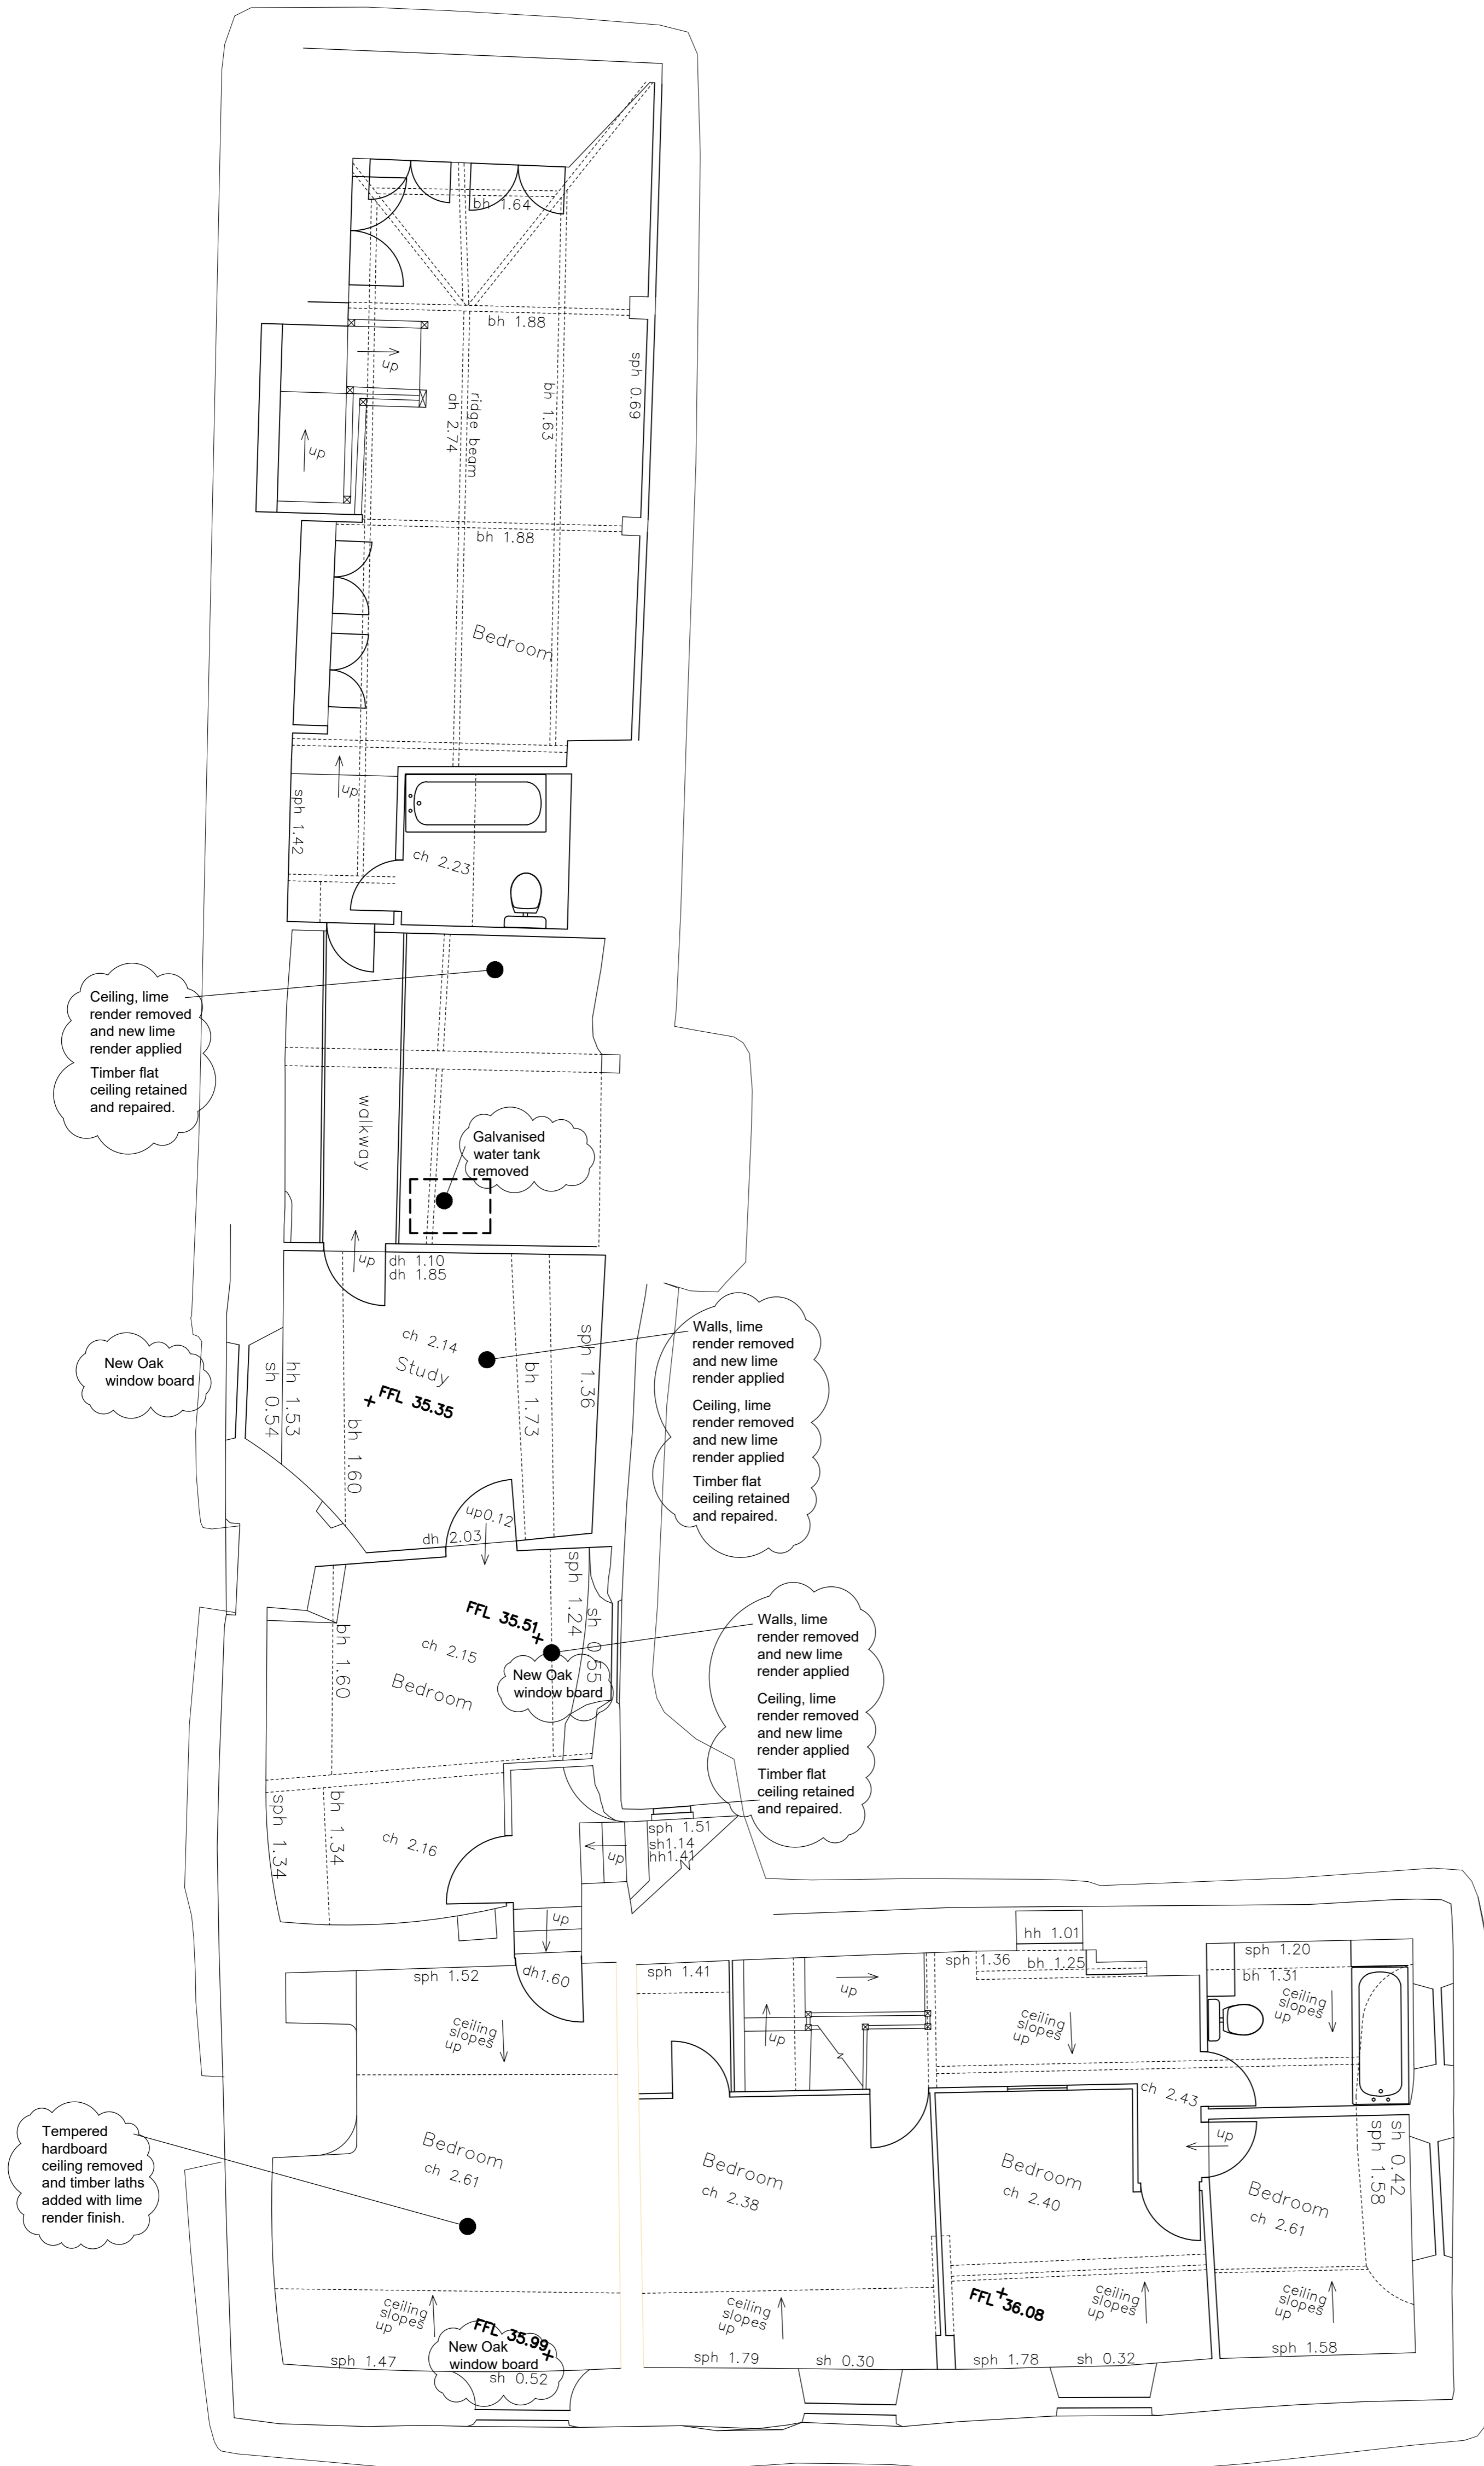 bh 1.64
bh 1.88
up
sph 0.69
bh 1.63
ridge beam
ah 2.74
up
bh 1.88
Bedroom
up
sph 1.42
ch 2.23
Ceiling, lime
render removed
and new lime
render applied
Timber flat
ceiling retained
and repaired.
walkway
Galvanised
water tank
removed
up
dh 1.10
dh 1.85
New Oak
window board
hh 1.53
sh 0.54
ch 2.14
Study
FFL 35.35
bh 1.60
bh 1.73
sph 1.36
Walls, lime
render removed
and new lime
render applied
Ceiling, lime
render removed
and new lime
render applied
Timber flat
ceiling retained
and repaired.
up0.12
dh 2.03
sph 1.24
sh 0.55
FFL 35.51
bh 1.60
ch 2.15
Bedroom
New Oak
window board
Walls, lime
render removed
and new lime
render applied
Ceiling, lime
render removed
and new lime
render applied
Timber flat
ceiling retained
and repaired.
sph 1.34
bh 1.34
ch 2.16
up
sph 1.51
sh1.14
hh1.41
up
dh1.60
sph 1.52
ceiling
slopes
up
sph 1.41
up
up
sph 1.36
hh 1.01
bh 1.25
ceiling
slopes
up
sph 1.20
bh 1.31
ceiling
slopes
up
ch 2.43
up
sh 0.42
sph 1.58
Tempered
hardboard
ceiling removed
and timber laths
added with lime
render finish.
Bedroom
ch 2.61
Bedroom
ch 2.38
Bedroom
ch 2.40
Bedroom
ch 2.61
ceiling
slopes
up
FFL 35.99
New Oak
window board
sph 1.47
sh 0.52
ceiling
slopes
up
sph 1.79
sh 0.30
FFL 36.08
ceiling
slopes
up
sph 1.78
sh 0.32
ceiling
slopes
up
sph 1.58